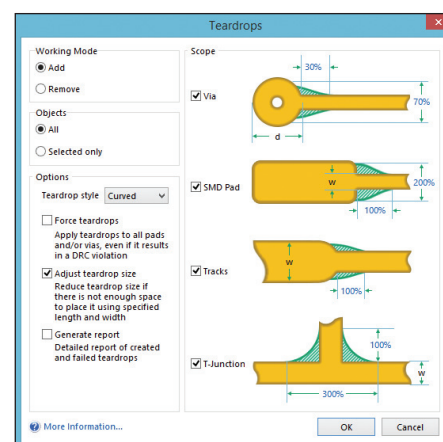 Teardrops
Working Mode
Add
Remove
Objects
All
Selected only
Options
Teardrop style Curved
Force teardrops
Apply teardrops to all pads
and/or vias, even if it results
in a DRC violation
Adjust teardrop size
Reduce teardrop size if
there is not enough space
to place it using specified
length and width
Generate report
Detailed report of created
and failed teardrops
Scope
Via
30%
70%
d
SMD Pad
w
200%
100%
Tracks
w
100%
T-Junction
100%
w
300%
More Information...
OK
Cancel